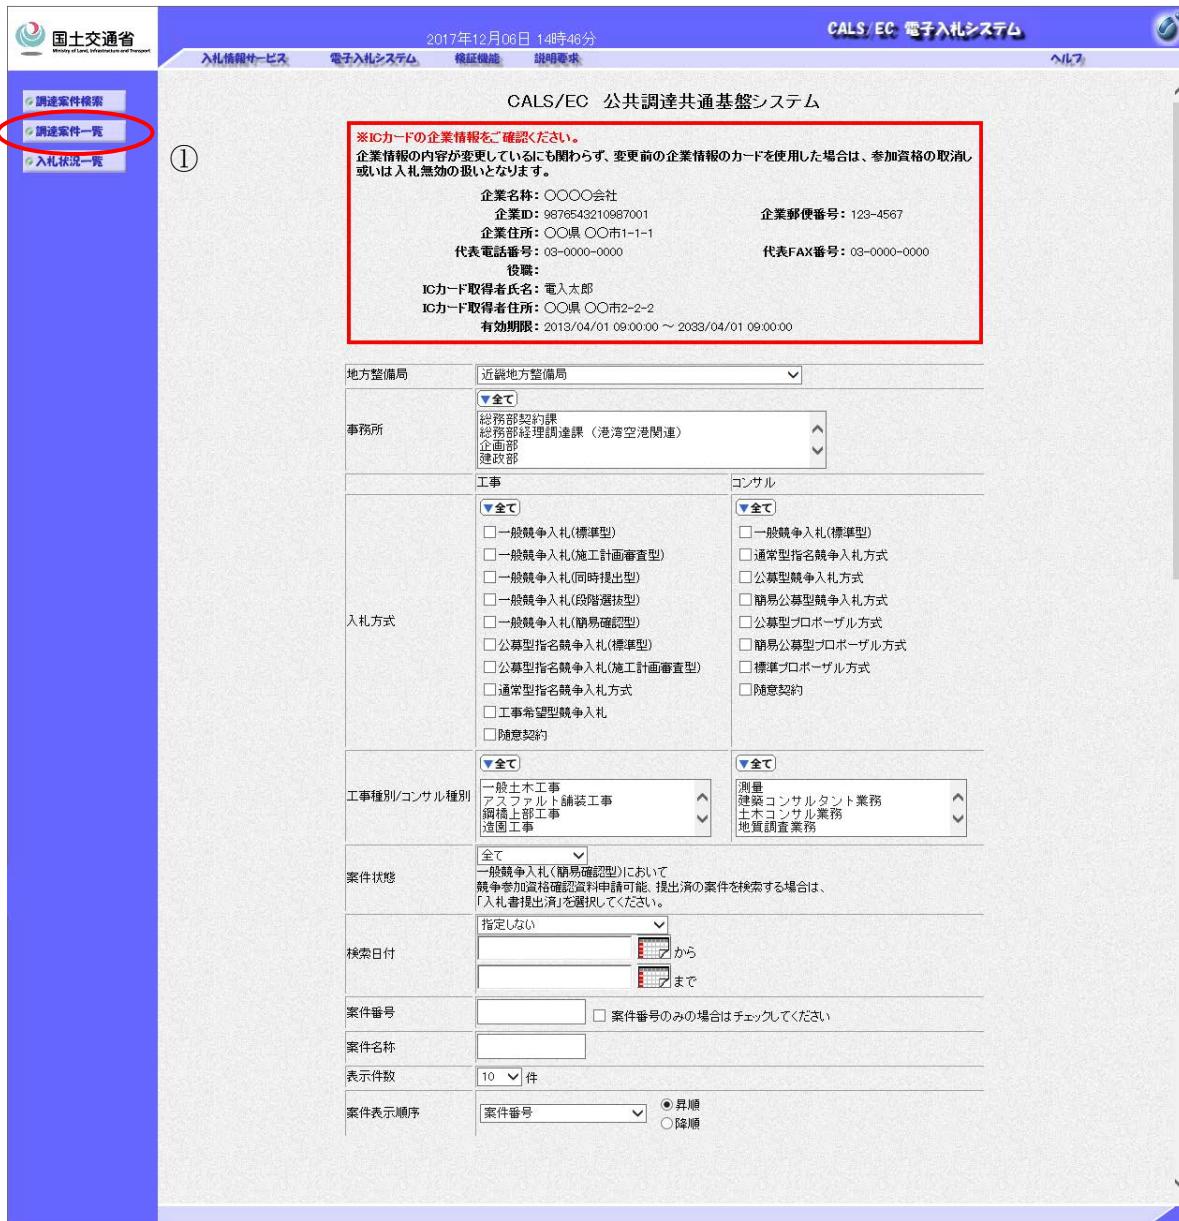 国土交通省
Ministry of Land, Infrastructure and Transport
2017年12月06日 14時46分
CALS/EC 電子入札システム
入札情報サービス 電子入札システム 検証機能 説明要求 ヘルプ
調達案件検索
調達案件一覧
入札状況一覧
①
CALS/EC 公共調達共通基盤システム
※ICカードの企業情報をご確認ください。
企業情報の内容が変更しているにも関わらず、変更前の企業情報のカードを使用した場合は、参加資格の取消し
或いは入札無効の扱いとなります。
企業名称：○○○○会社
企業ID：9876543210987001 企業郵便番号：123-4567
企業住所：○○県 ○○市1-1-1
代表電話番号：03-0000-0000 代表FAX番号：03-0000-0000
役職：
ICカード取得者氏名：電入太郎
ICカード取得者住所：○○県 ○○市2-2-2
有効期限：2013/04/01 09:00:00 ～ 2033/04/01 09:00:00
地方整備局 近畿地方整備局
▼全て
事務所
総務部契約課
総務部経理調達課（港湾空港関連）
企画部
建政部
工事 コンサル
▼全て ▼全て
入札方式
一般競争入札(標準型) 一般競争入札(標準型)
一般競争入札(施工計画審査型) 通常型指名競争入札方式
一般競争入札(同時提出型) 公募型競争入札方式
一般競争入札(段階選抜型) 簡易公募型競争入札方式
一般競争入札(簡易確認型) 公募型プロポーザル方式
公募型指名競争入札(標準型) 簡易公募型プロポーザル方式
公募型指名競争入札(施工計画審査型) 標準プロポーザル方式
通常型指名競争入札方式 随意契約
工事希望型競争入札
随意契約
▼全て ▼全て
工事種別/コンサル種別
一般土木工事 測量
アスファルト舗装工事 建築コンサルタント業務
鋼橋上部工事 土木コンサル業務
造園工事 地質調査業務
案件状態 全て
一般競争入札(簡易確認型)において
競争参加資格確認資料申請可能、提出済の案件を検索する場合は、
「入札書提出済」を選択してください。
検索日付 指定しない
から
まで
案件番号 案件番号のみの場合はチェックしてください
案件名称
表示件数 10 件
案件表示順序 案件番号 昇順
降順